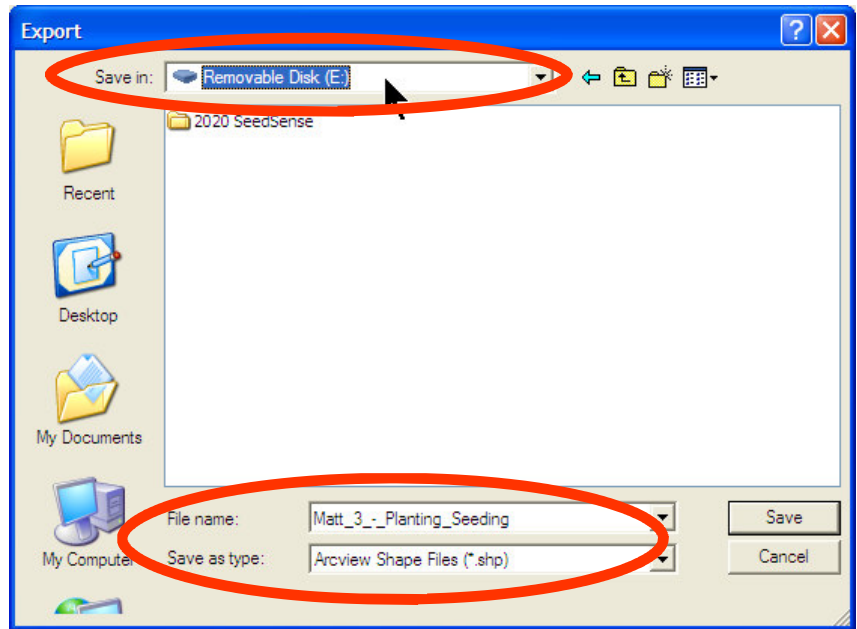 Export
Save in: Removable Disk (E:)
2020 SeedSense
Recent
Desktop
My Documents
My Computer
File name: Matt_3_-_Planting_Seeding Save
Save as type: Arcview Shape Files (*.shp) Cancel